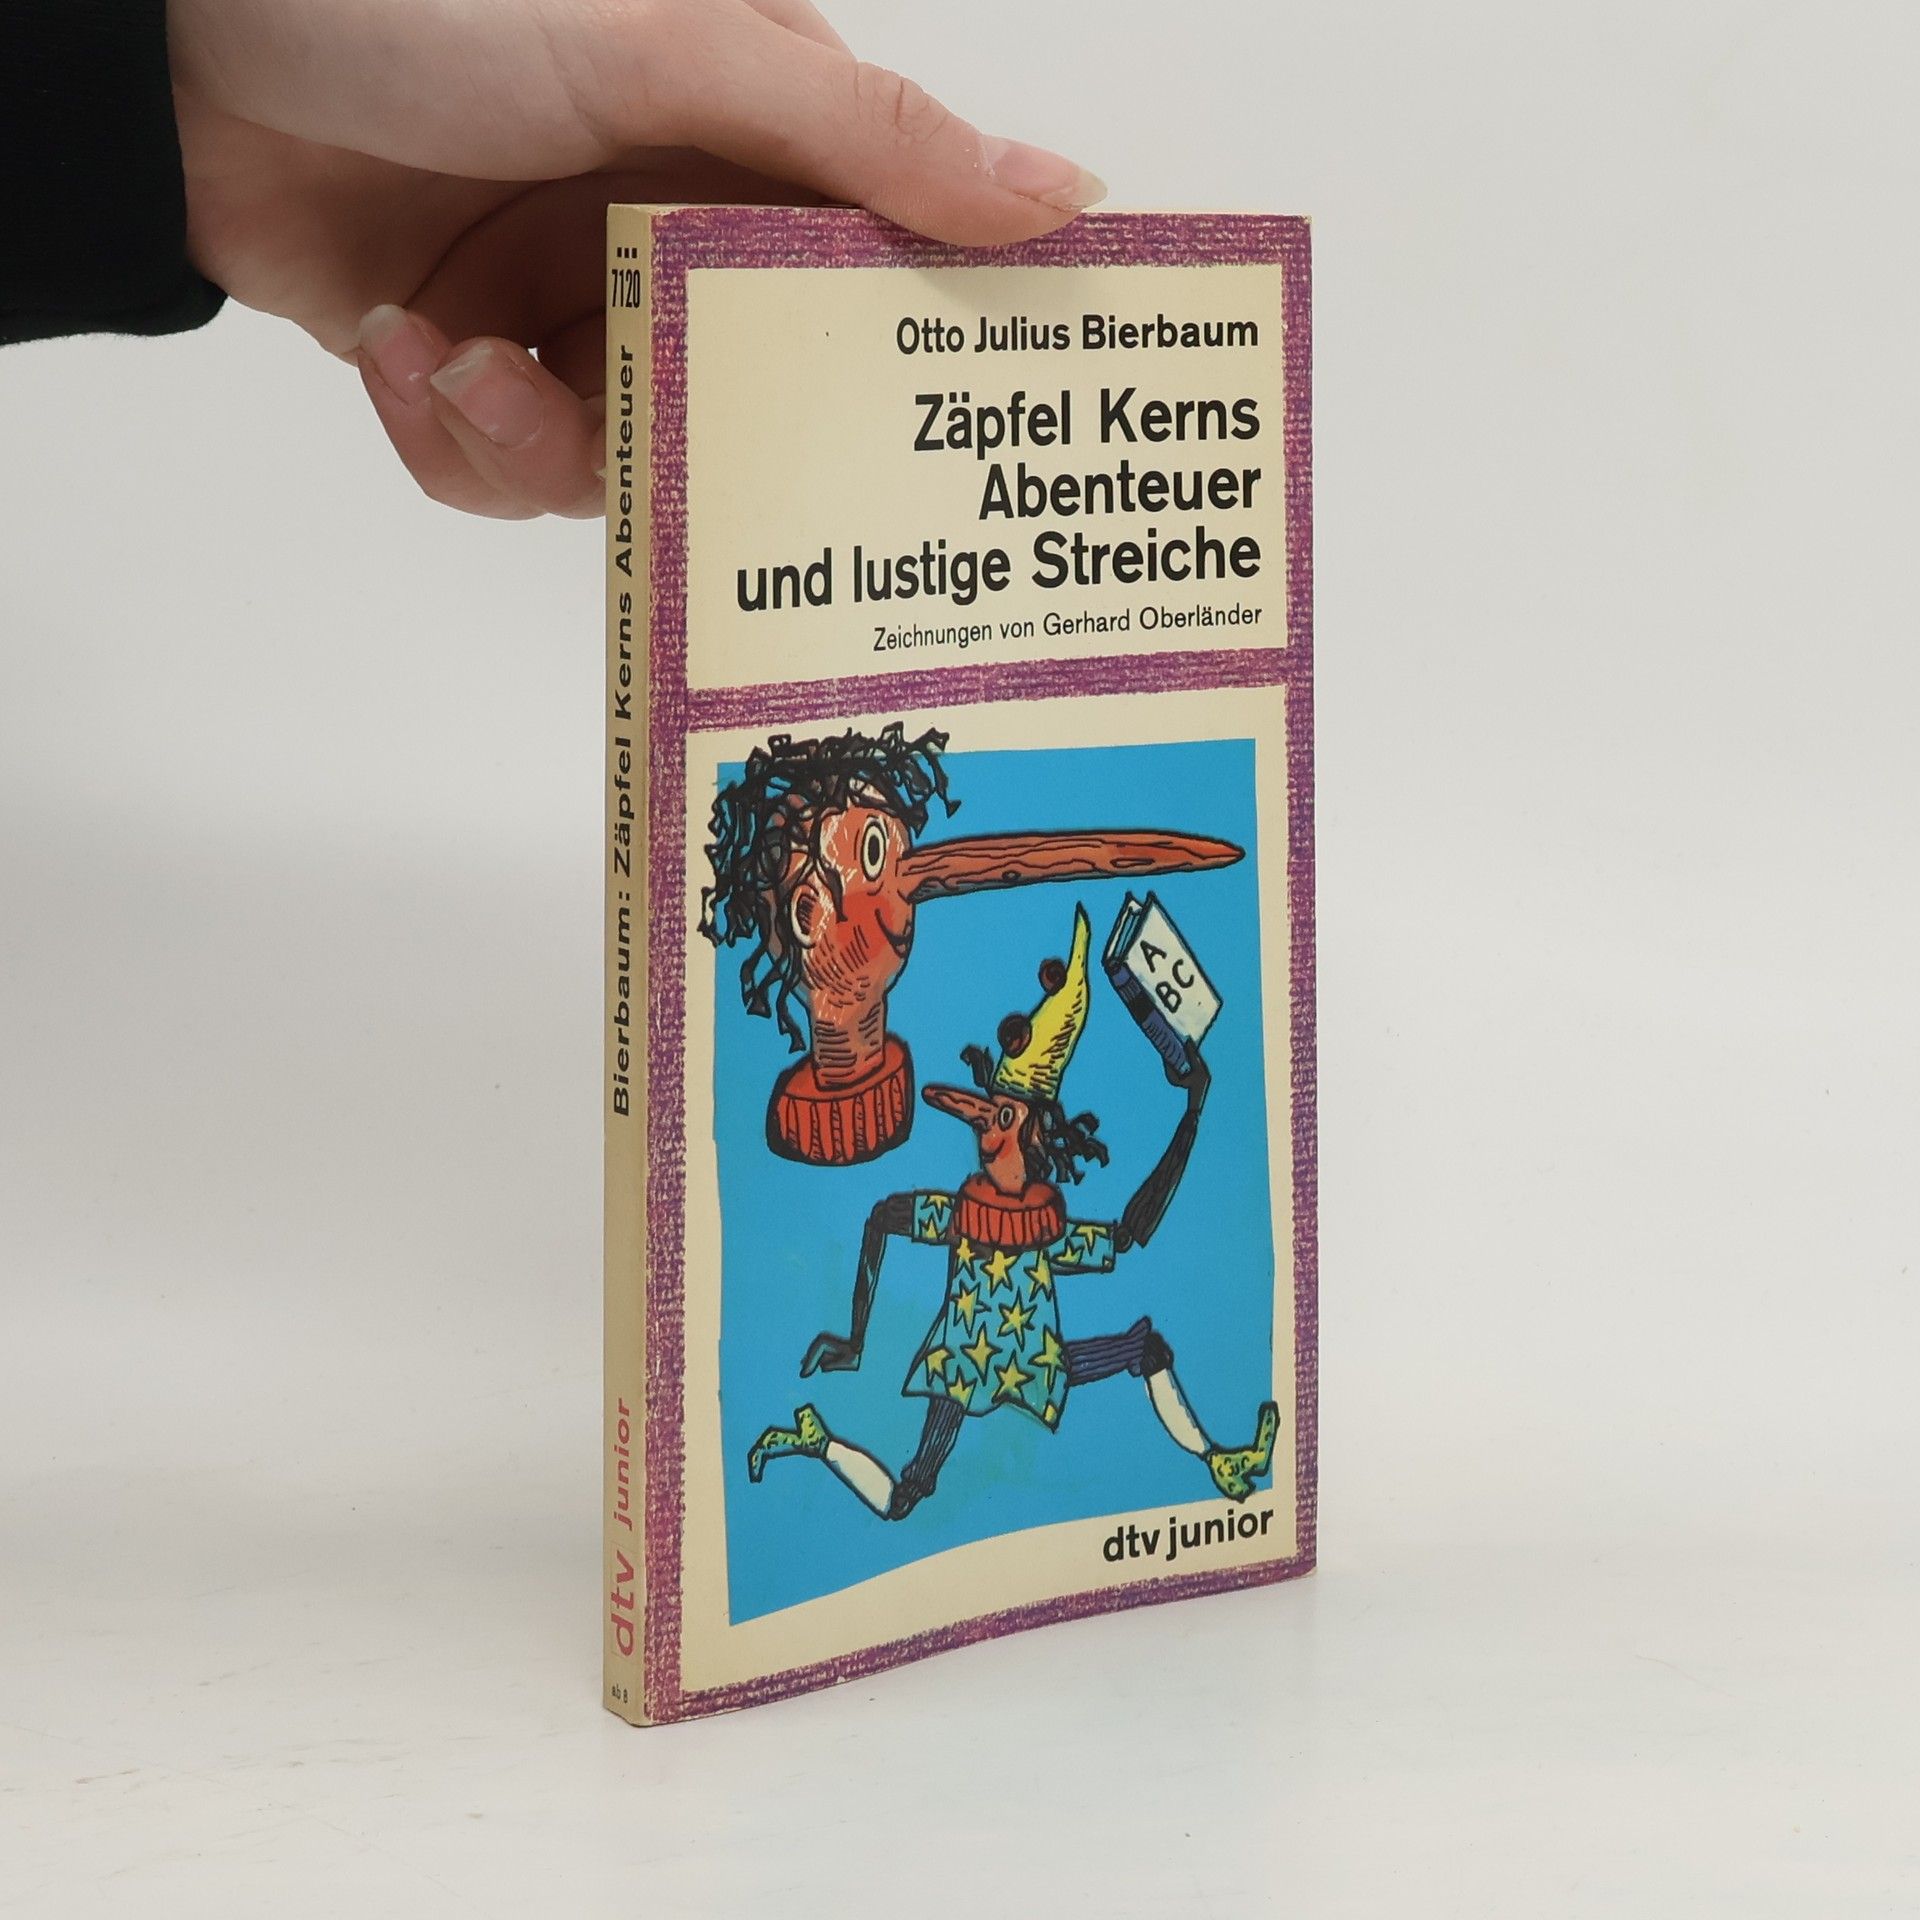 7120
Bierbaum: Zäpfel Kerns Abenteuer
dtv junior
ab 8
Otto Julius Bierbaum
Zäpfel Kerns
Abenteuer
und lustige Streiche
Zeichnungen von Gerhard Oberländer
A
BC
dtv junior